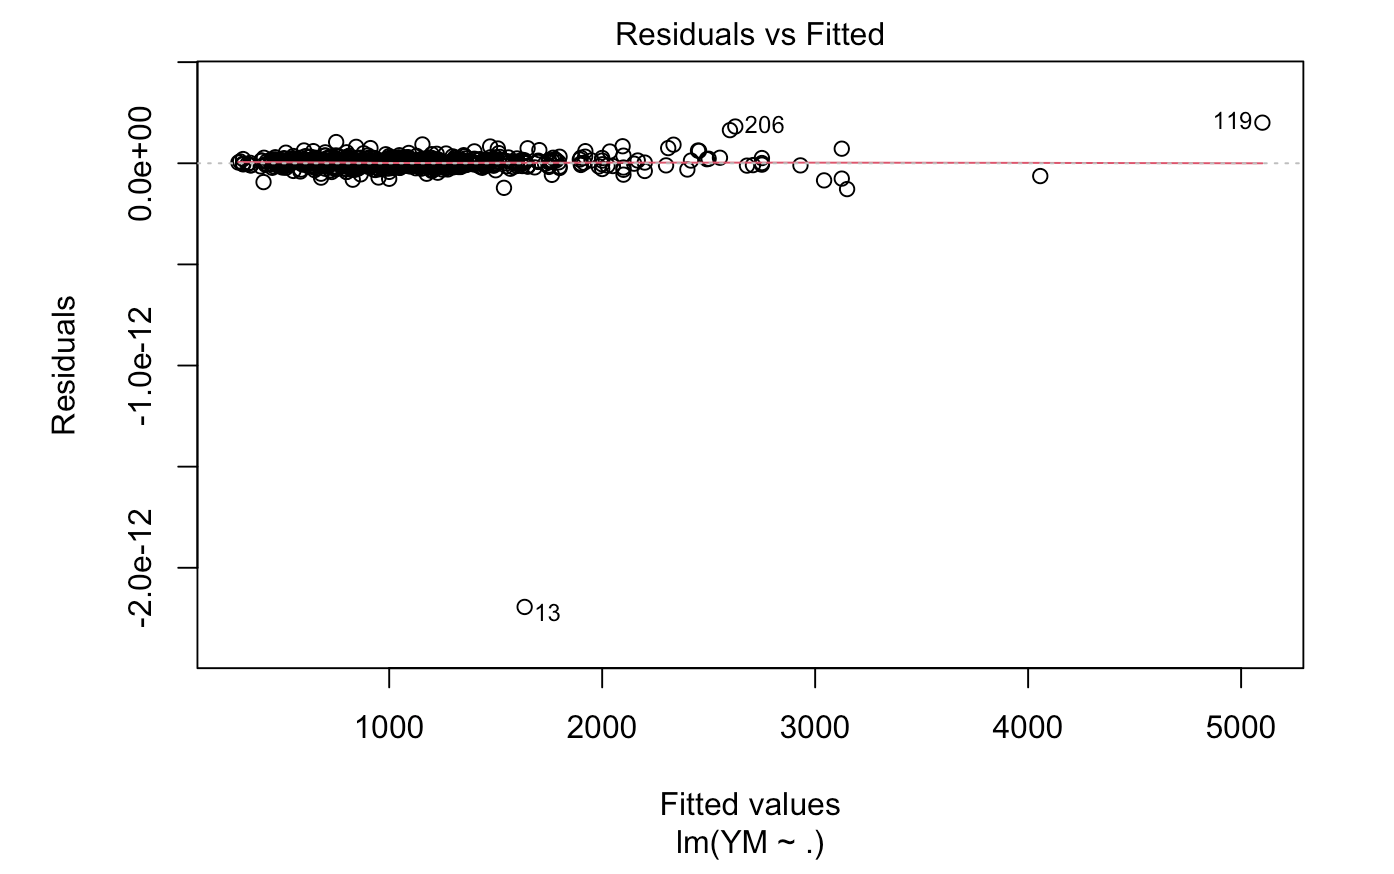 Residuals vs Fitted
206
119
0.0e+00
-1.0e-12
-2.0e-12
Residuals
13
1000 2000 3000 4000 5000
Fitted values
lm(YM ~ .)